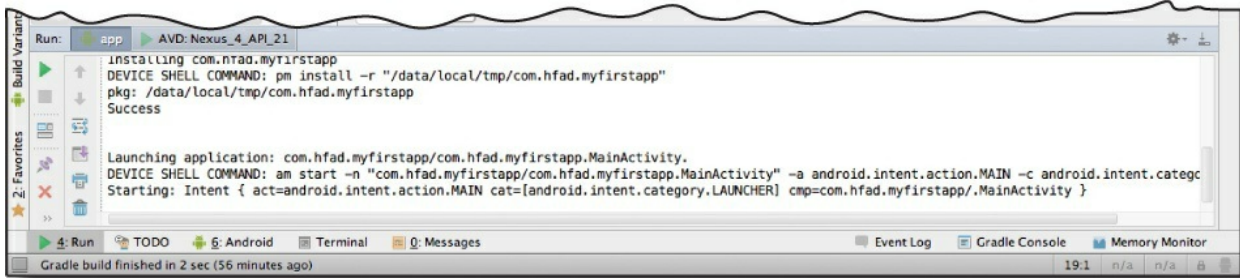 Run: app AVD: Nexus_4_API_21
Build Variant
2: Favorites
Installing com.hfad.myfirstapp
DEVICE SHELL COMMAND: pm install -r "/data/local/tmp/com.hfad.myfirstapp"
pkg: /data/local/tmp/com.hfad.myfirstapp
Success
Launching application: com.hfad.myfirstapp/com.hfad.myfirstapp.MainActivity.
DEVICE SHELL COMMAND: am start -n "com.hfad.myfirstapp/com.hfad.myfirstapp.MainActivity" -a android.intent.action.MAIN -c android.intent.catego
Starting: Intent { act=android.intent.action.MAIN cat=[android.intent.category.LAUNCHER] cmp=com.hfad.myfirstapp/.MainActivity }
4: Run TODO 6: Android Terminal 0: Messages Event Log Gradle Console Memory Monitor
Gradle build finished in 2 sec (56 minutes ago) 19:1 n/a n/a